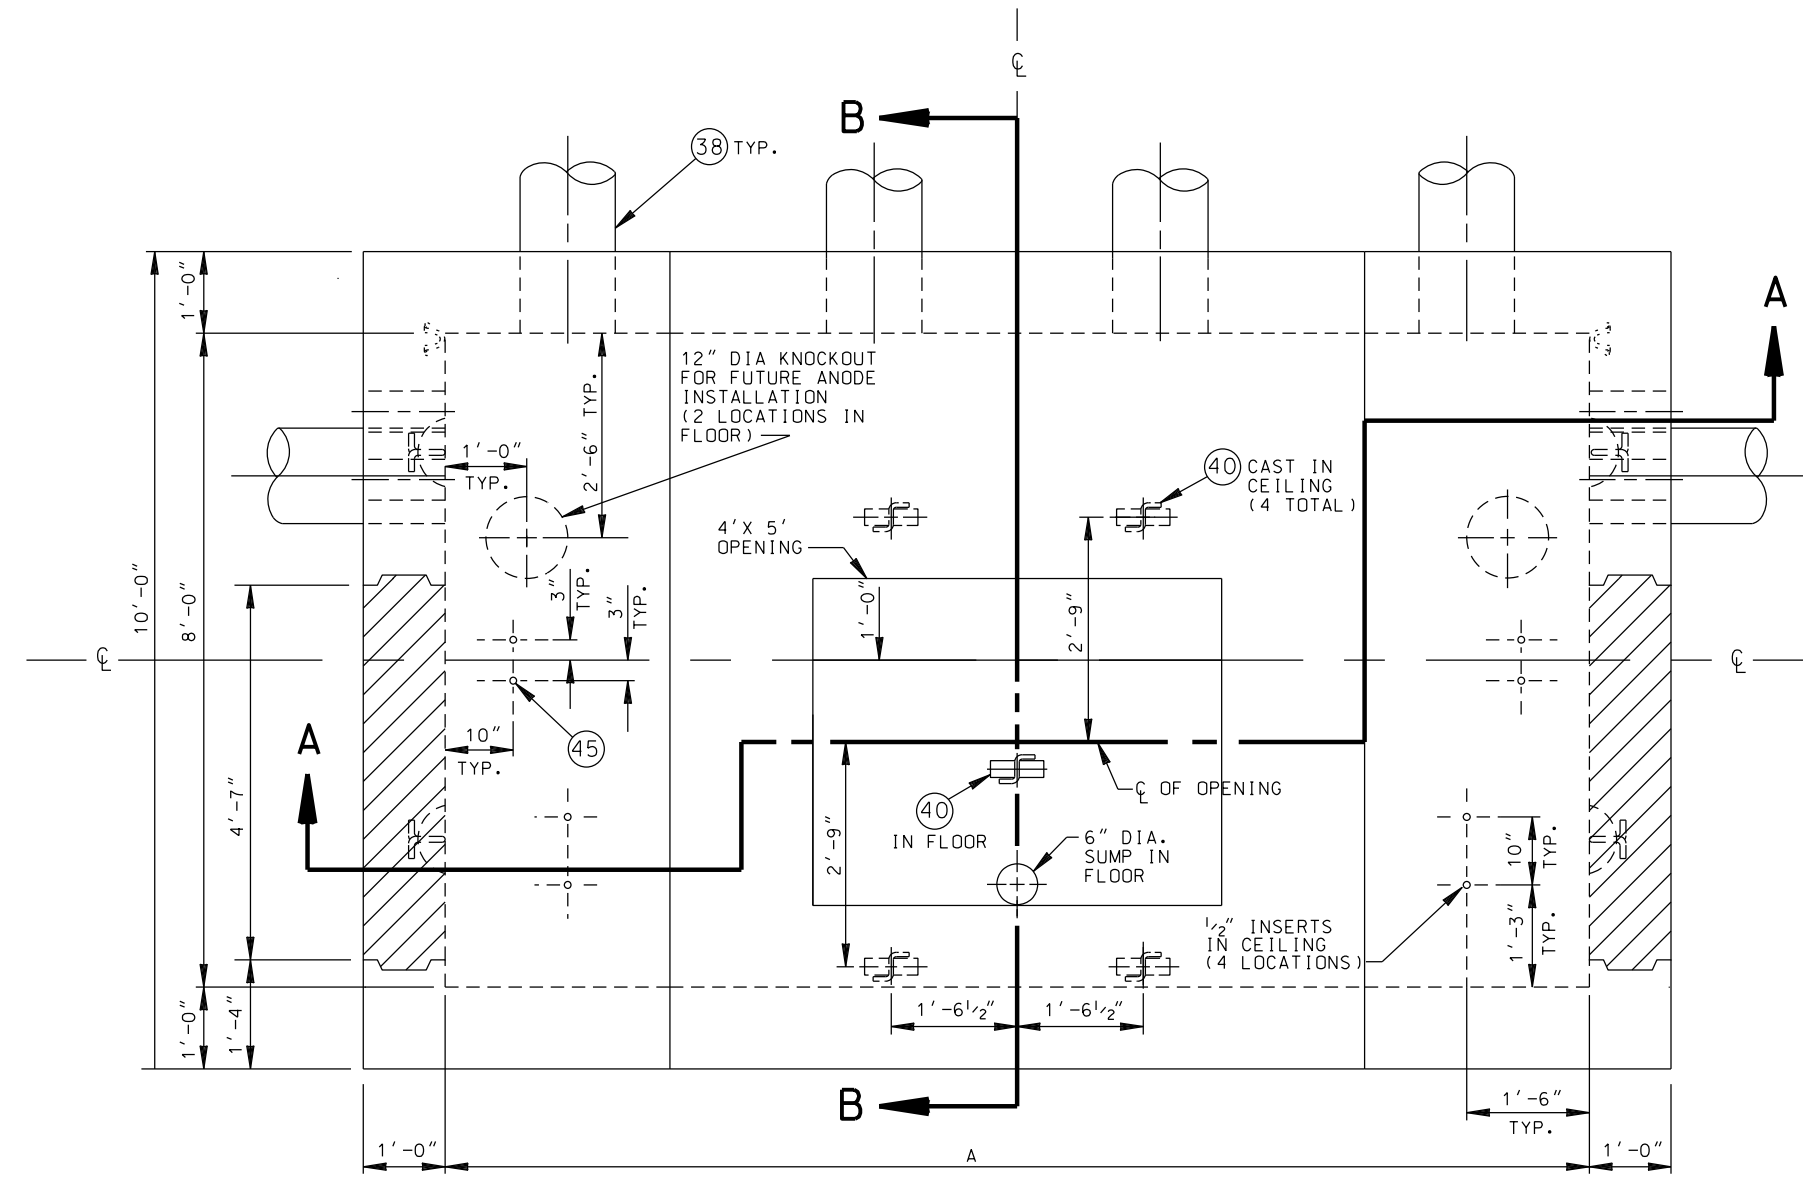 ℄
B
38 TYP.
1'-0"
A
12" DIA KNOCKOUT
FOR FUTURE ANODE
INSTALLATION
(2 LOCATIONS IN
FLOOR)
2'-6" TYP.
1'-0"
TYP.
40 CAST IN
CEILING
(4 TOTAL)
4'X 5'
OPENING
10'-0"
8'-0"
3"
TYP.
3"
TYP.
1'-0"
2'-9"
℄
℄
A
10"
TYP.
45
4'-7"
2'-9"
℄ OF OPENING
40
IN FLOOR
6" DIA.
SUMP IN
FLOOR
10"
TYP.
1/2" INSERTS
IN CEILING
(4 LOCATIONS)
1'-3"
TYP.
1'-0"
1'-4"
1'-6 1/2"
1'-6 1/2"
B
1'-6"
TYP.
1'-0"
A
1'-0"